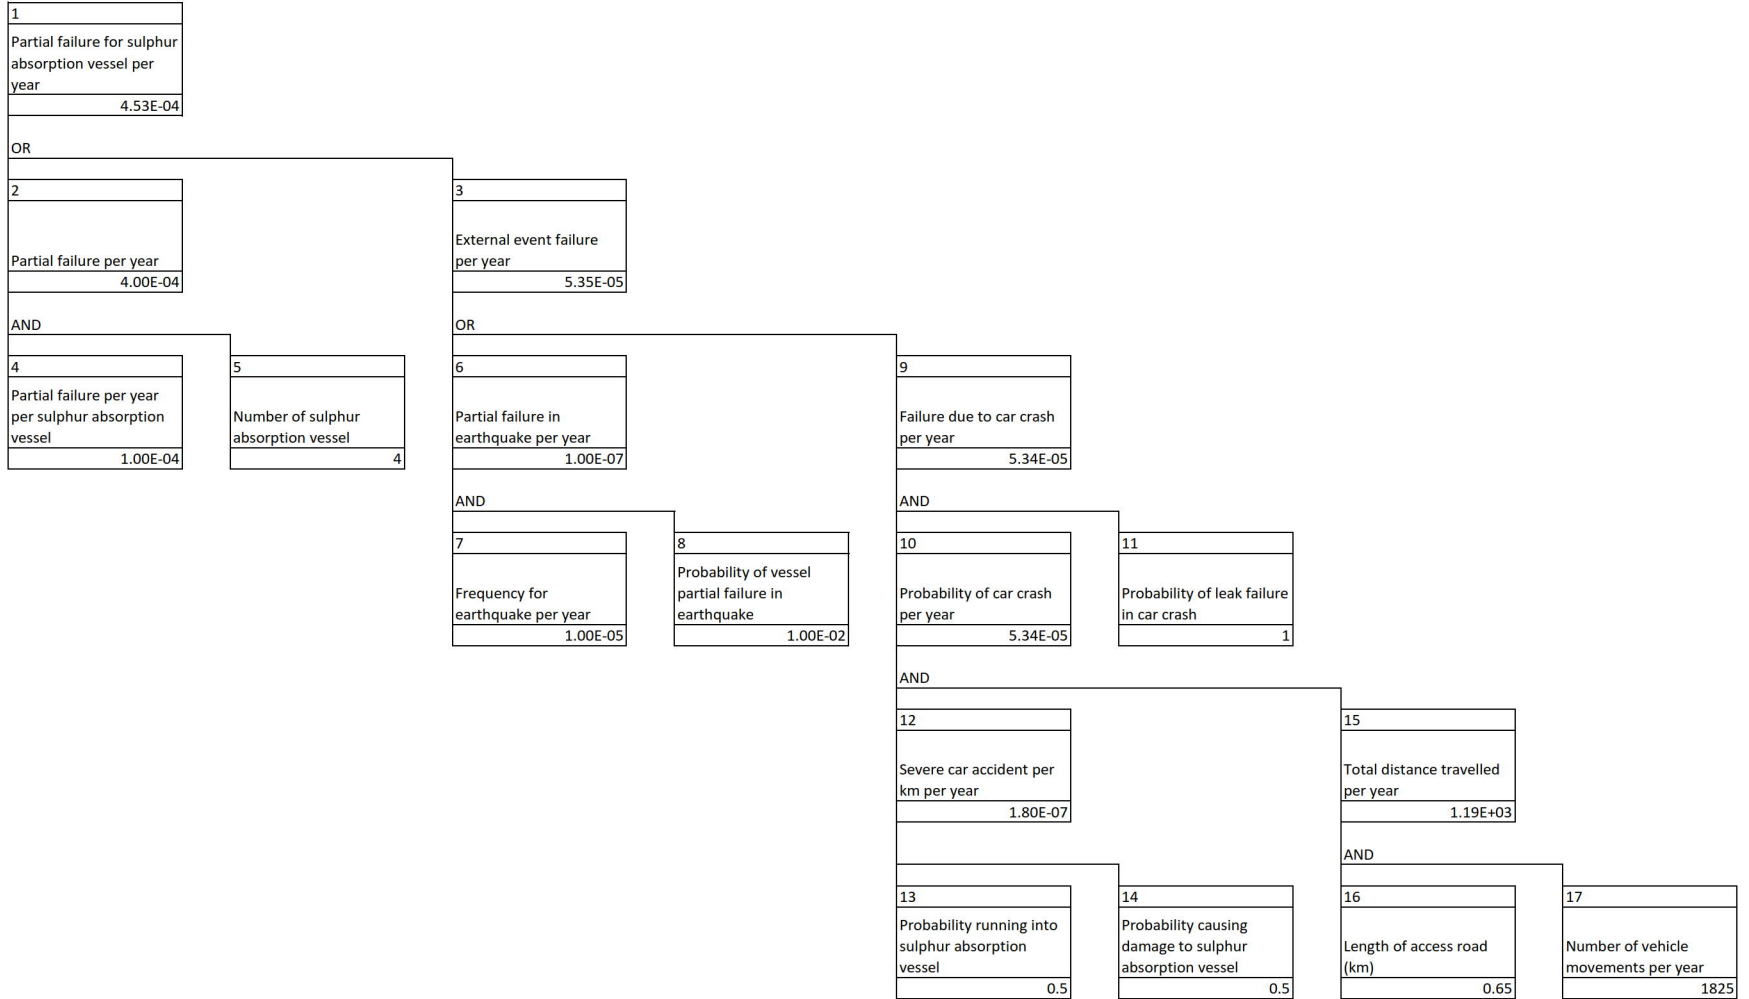 1
Partial failure for sulphur
absorption vessel per
year
4.53E-04
OR
2
Partial failure per year
4.00E-04
3
External event failure
per year
5.35E-05
AND
OR
4
Partial failure per year
per sulphur absorption
vessel
1.00E-04
5
Number of sulphur
absorption vessel
4
6
Partial failure in
earthquake per year
1.00E-07
9
Failure due to car crash
per year
5.34E-05
AND
AND
7
Frequency for
earthquake per year
1.00E-05
8
Probability of vessel
partial failure in
earthquake
1.00E-02
10
Probability of car crash
per year
5.34E-05
11
Probability of leak failure
in car crash
1
AND
12
Severe car accident per
km per year
1.80E-07
15
Total distance travelled
per year
1.19E+03
AND
13
Probability running into
sulphur absorption
vessel
0.5
14
Probability causing
damage to sulphur
absorption vessel
0.5
16
Length of access road
(km)
0.65
17
Number of vehicle
movements per year
1825